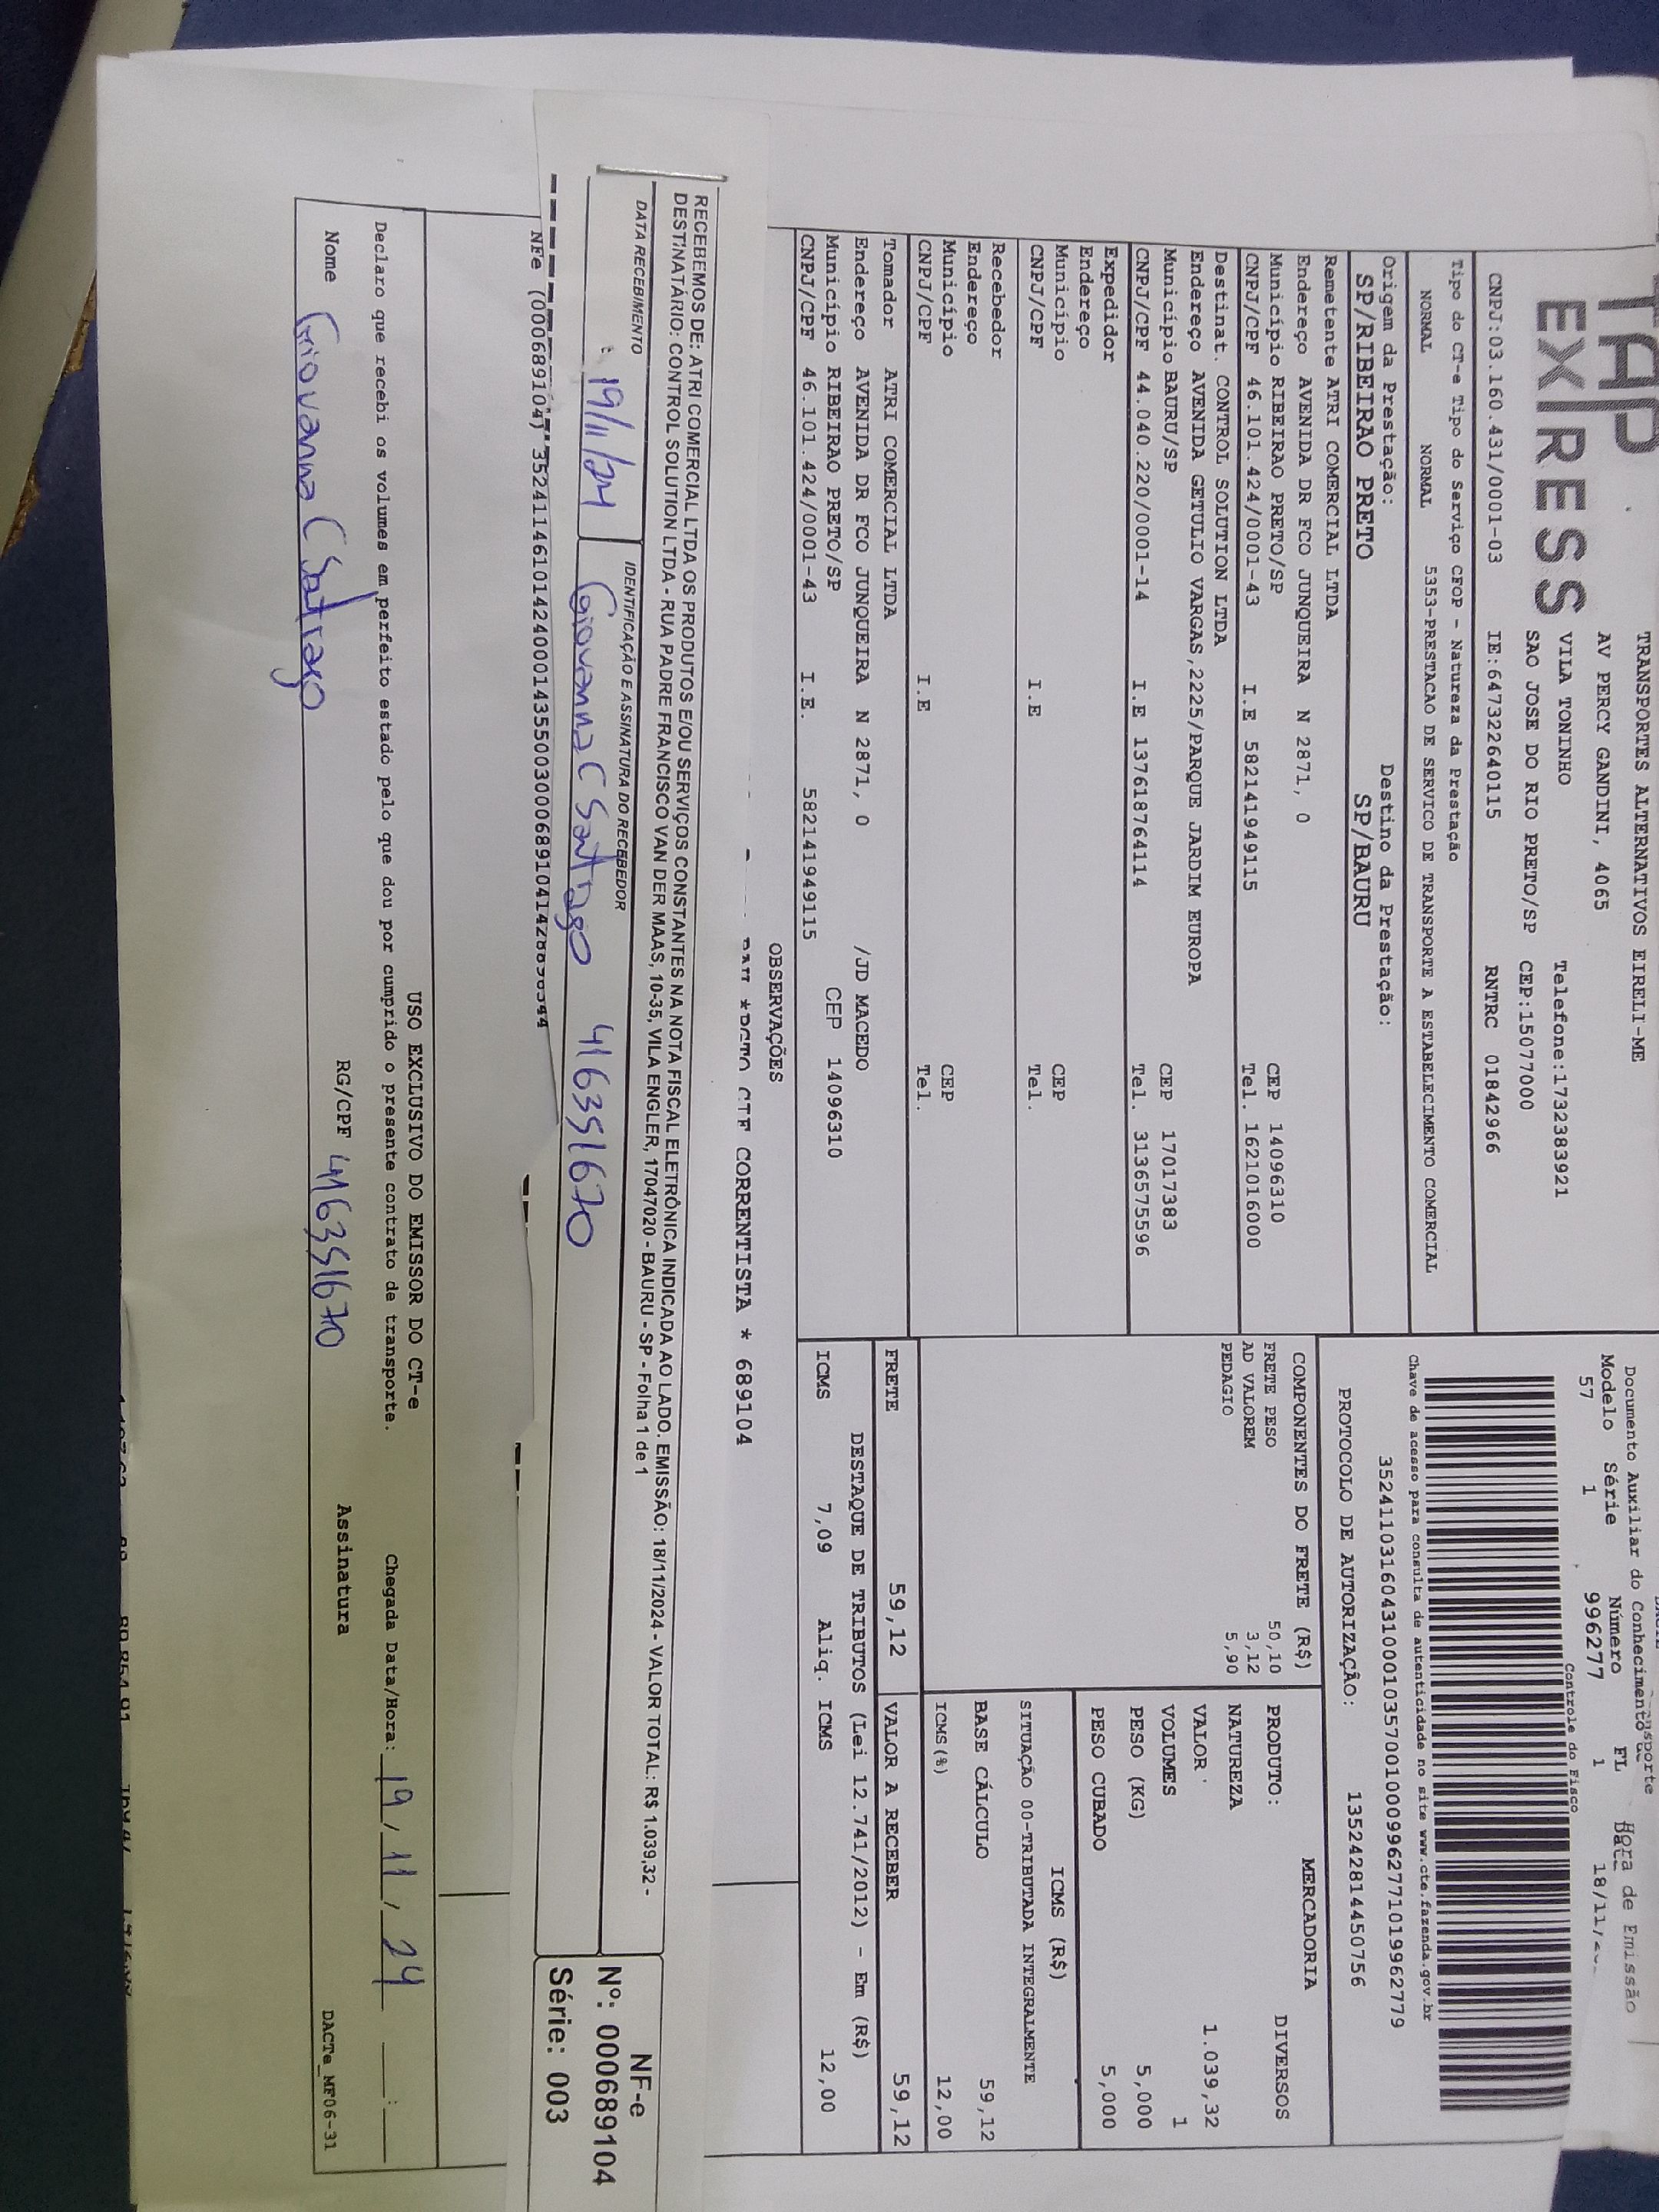 TAP
EXPRESS
TRANSPORTES ALTERNATIVOS EIRELI-ME
AV PERCY GANDINI, 4065
VILA TONINHO Telefone:1732383921
SAO JOSE DO RIO PRETO/SP CEP:15077000
CNPJ:03.160.431/0001-03 IE:647322640115 RNTRC 01842966
Documento Auxiliar do Conhecimento
Modelo Série Número FL Hora de Emissão
57 1 996277 1 18/11/
Controle do Fisco
Chave de acesso para consulta de autenticidade no site www.cte.fazenda.gov.br
35241103160431000103570010009962771019962779
PROTOCOLO DE AUTORIZAÇÃO: 135242814450756
Tipo do CT-e Tipo do Serviço CFOP - Natureza da Prestação
NORMAL NORMAL 5353-PRESTACAO DE SERVICO DE TRANSPORTE A ESTABELECIMENTO COMERCIAL
Origem da Prestação: Destino da Prestação:
SP/RIBEIRAO PRETO SP/BAURU
Remetente ATRI COMERCIAL LTDA
Endereço AVENIDA DR FCO JUNQUEIRA N 2871, 0
Município RIBEIRAO PRETO/SP CEP 14096310
CNPJ/CPF 46.101.424/0001-43 I.E 582141949115 Tel. 1621016000
Destinat. CONTROL SOLUTION LTDA
Endereço AVENIDA GETULIO VARGAS,2225/PARQUE JARDIM EUROPA
Município BAURU/SP CEP 17017383
CNPJ/CPF 44.040.220/0001-14 I.E 137618764114 Tel. 3136575596
Expedidor
Endereço
Município CEP
CNPJ/CPF I.E Tel.
Recebedor
Endereço
Município CEP
CNPJ/CPF I.E Tel.
Tomador ATRI COMERCIAL LTDA
Endereço AVENIDA DR FCO JUNQUEIRA N 2871, 0 /JD MACEDO
Município RIBEIRAO PRETO/SP CEP 14096310
CNPJ/CPF 46.101.424/0001-43 I.E. 582141949115
COMPONENTES DO FRETE (R$)
FRETE PESO 50,10
AD VALOREM 3,12
PEDAGIO 5,90
MERCADORIA
PRODUTO: DIVERSOS
NATUREZA
VALOR 1.039,32
VOLUMES 1
PESO (KG) 5,000
PESO CUBADO 5,000
ICMS (R$)
SITUAÇÃO 00-TRIBUTADA INTEGRALMENTE
BASE CÁLCULO 59,12
ICMS(%) 12,00
FRETE 59,12 VALOR A RECEBER 59,12
DESTAQUE DE TRIBUTOS (Lei 12.741/2012) - Em (R$)
ICMS 7,09 Aliq. ICMS 12,00
OBSERVAÇÕES
CORRENTISTA * 689104
RECEBEMOS DE: ATRI COMERCIAL LTDA OS PRODUTOS E/OU SERVIÇOS CONSTANTES NA NOTA FISCAL ELETRÔNICA INDICADA AO LADO. EMISSÃO: 18/11/2024 - VALOR TOTAL: R$ 1.039,32 -
DESTINATÁRIO: CONTROL SOLUTION LTDA - RUA PADRE FRANCISCO VAN DER MAAS, 10-35, VILA ENGLER, 17047020 - BAURU - SP - Folha 1 de 1
DATA RECEBIMENTO IDENTIFICAÇÃO E ASSINATURA DO RECEBEDOR
19/11/24 Giovanna C Santiago 416351670
NF-e
Nº: 000689104
Série: 003
NFe (000689104)
USO EXCLUSIVO DO EMISSOR DO CT-e
Declaro que recebi os volumes em perfeito estado pelo que dou por cumprido o presente contrato de transporte. Chegada Data/Hora: 19/11/24 __:__
Nome Giovanna C Santiago RG/CPF 416351670 Assinatura
DACTe_MF06-31